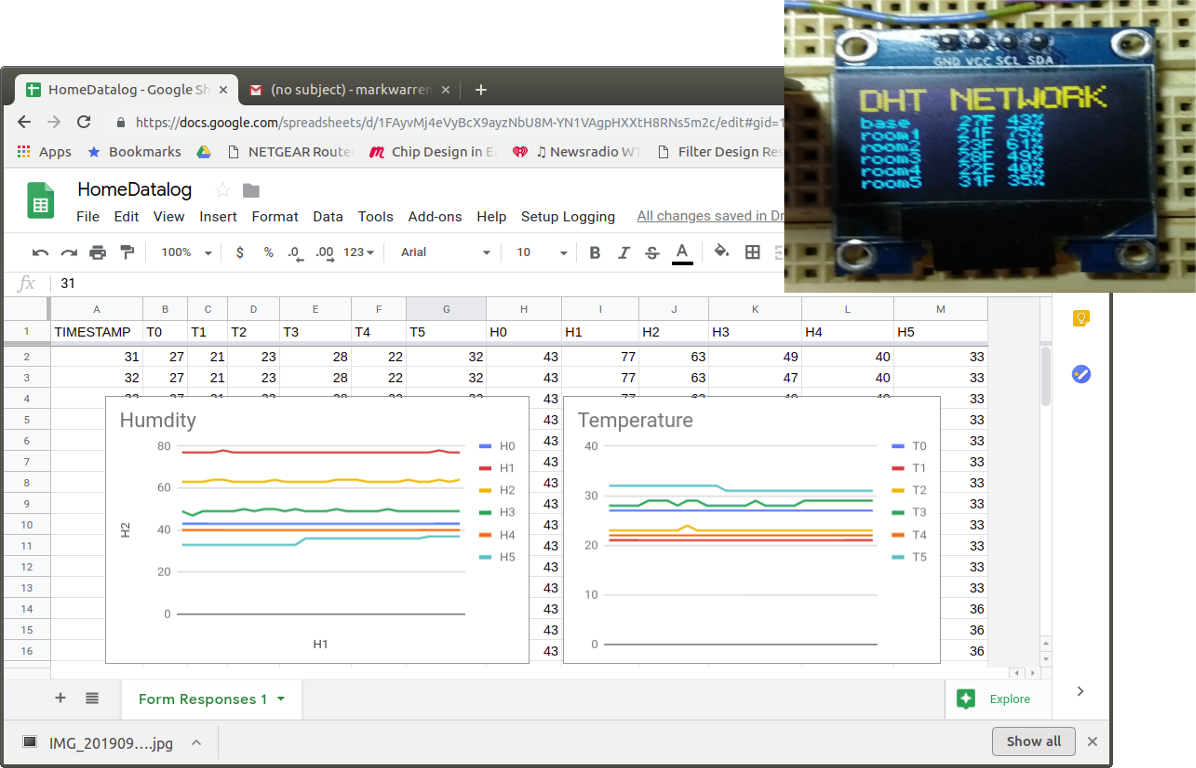 HomeDatalog - Google Sh
(no subject) - markwarren
https://docs.google.com/spreadsheets/d/1FAyvMj4eVyBcX9ayzNbU8M-YN1VAgpHXXtH8RNs5m2c/edit#gid=1
Apps Bookmarks NETGEAR Route Chip Design in E ♫ Newsradio WT Filter Design Res
HomeDatalog
File Edit View Insert Format Data Tools Add-ons Help Setup Logging All changes saved in Dr
100% $ % .0 .00 123 Arial 10 B I S A
fx 31
GND VCC SCL SDA
DHT NETWORK
base 27F 43%
room1 21F 75%
room2 23F 61%
room3 28F 49%
room4 22F 40%
room5 31F 35%
A B C D E F G H I J K L M
1 TIMESTAMP T0 T1 T2 T3 T4 T5 H0 H1 H2 H3 H4 H5
2 31 27 21 23 28 22 32 43 77 63 49 40 33
3 32 27 21 23 28 22 32 43 77 63 47 40 33
4 43 33
5 43 33
6 43 33
7 43 33
8 43 33
9 43 33
10 43 33
11 43 33
12 43 33
13 43 33
14 43 36
15 43 36
16 43 36
Humdity
80
60
40
20
0
H2
H1
H0
H1
H2
H3
H4
H5
Temperature
40
30
20
10
0
T0
T1
T2
T3
T4
T5
Form Responses 1
Explore
IMG_201909....jpg
Show all